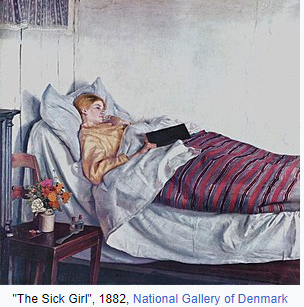 "The Sick Girl", 1882, National Gallery of Denmark